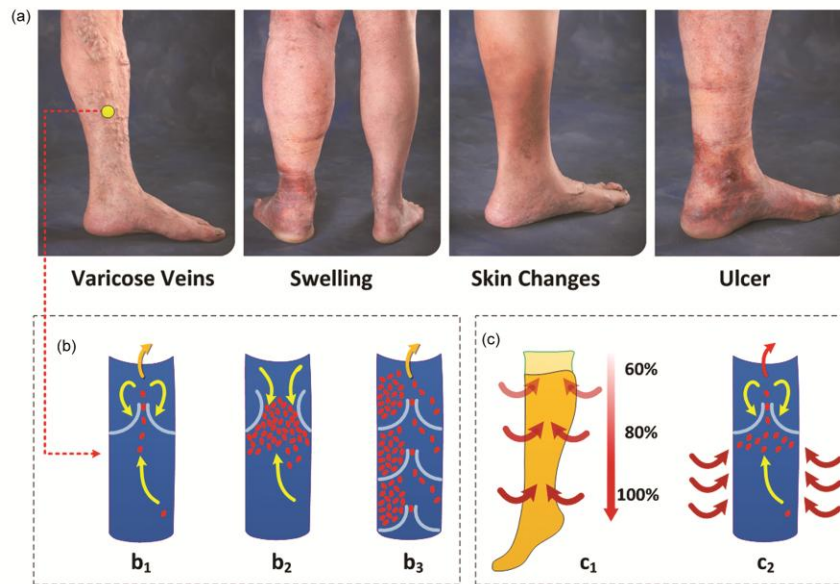 (a)
Varicose Veins Swelling Skin Changes Ulcer
(b)
b1 b2 b3
(c)
60%
80%
100%
c1 c2